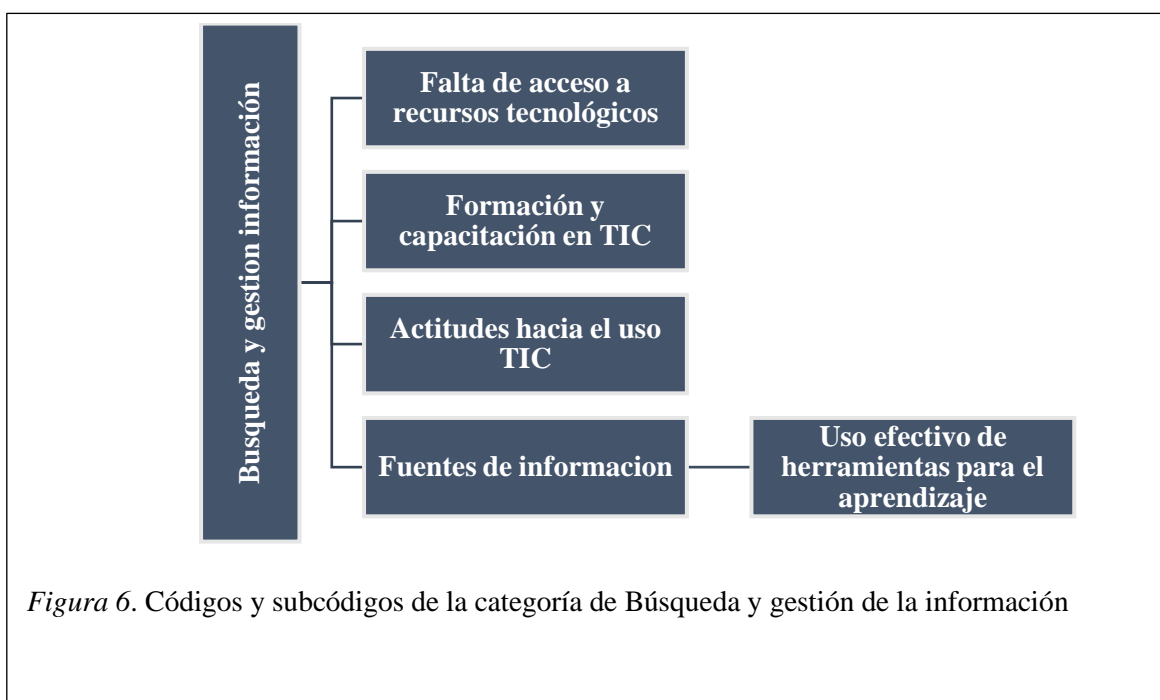 Busqueda y gestion información
Falta de acceso a
recursos tecnológicos
Formación y
capacitación en TIC
Actitudes hacia el uso
TIC
Fuentes de informacion
Uso efectivo de
herramientas para el
aprendizaje
Figura 6. Códigos y subcódigos de la categoría de Búsqueda y gestión de la información